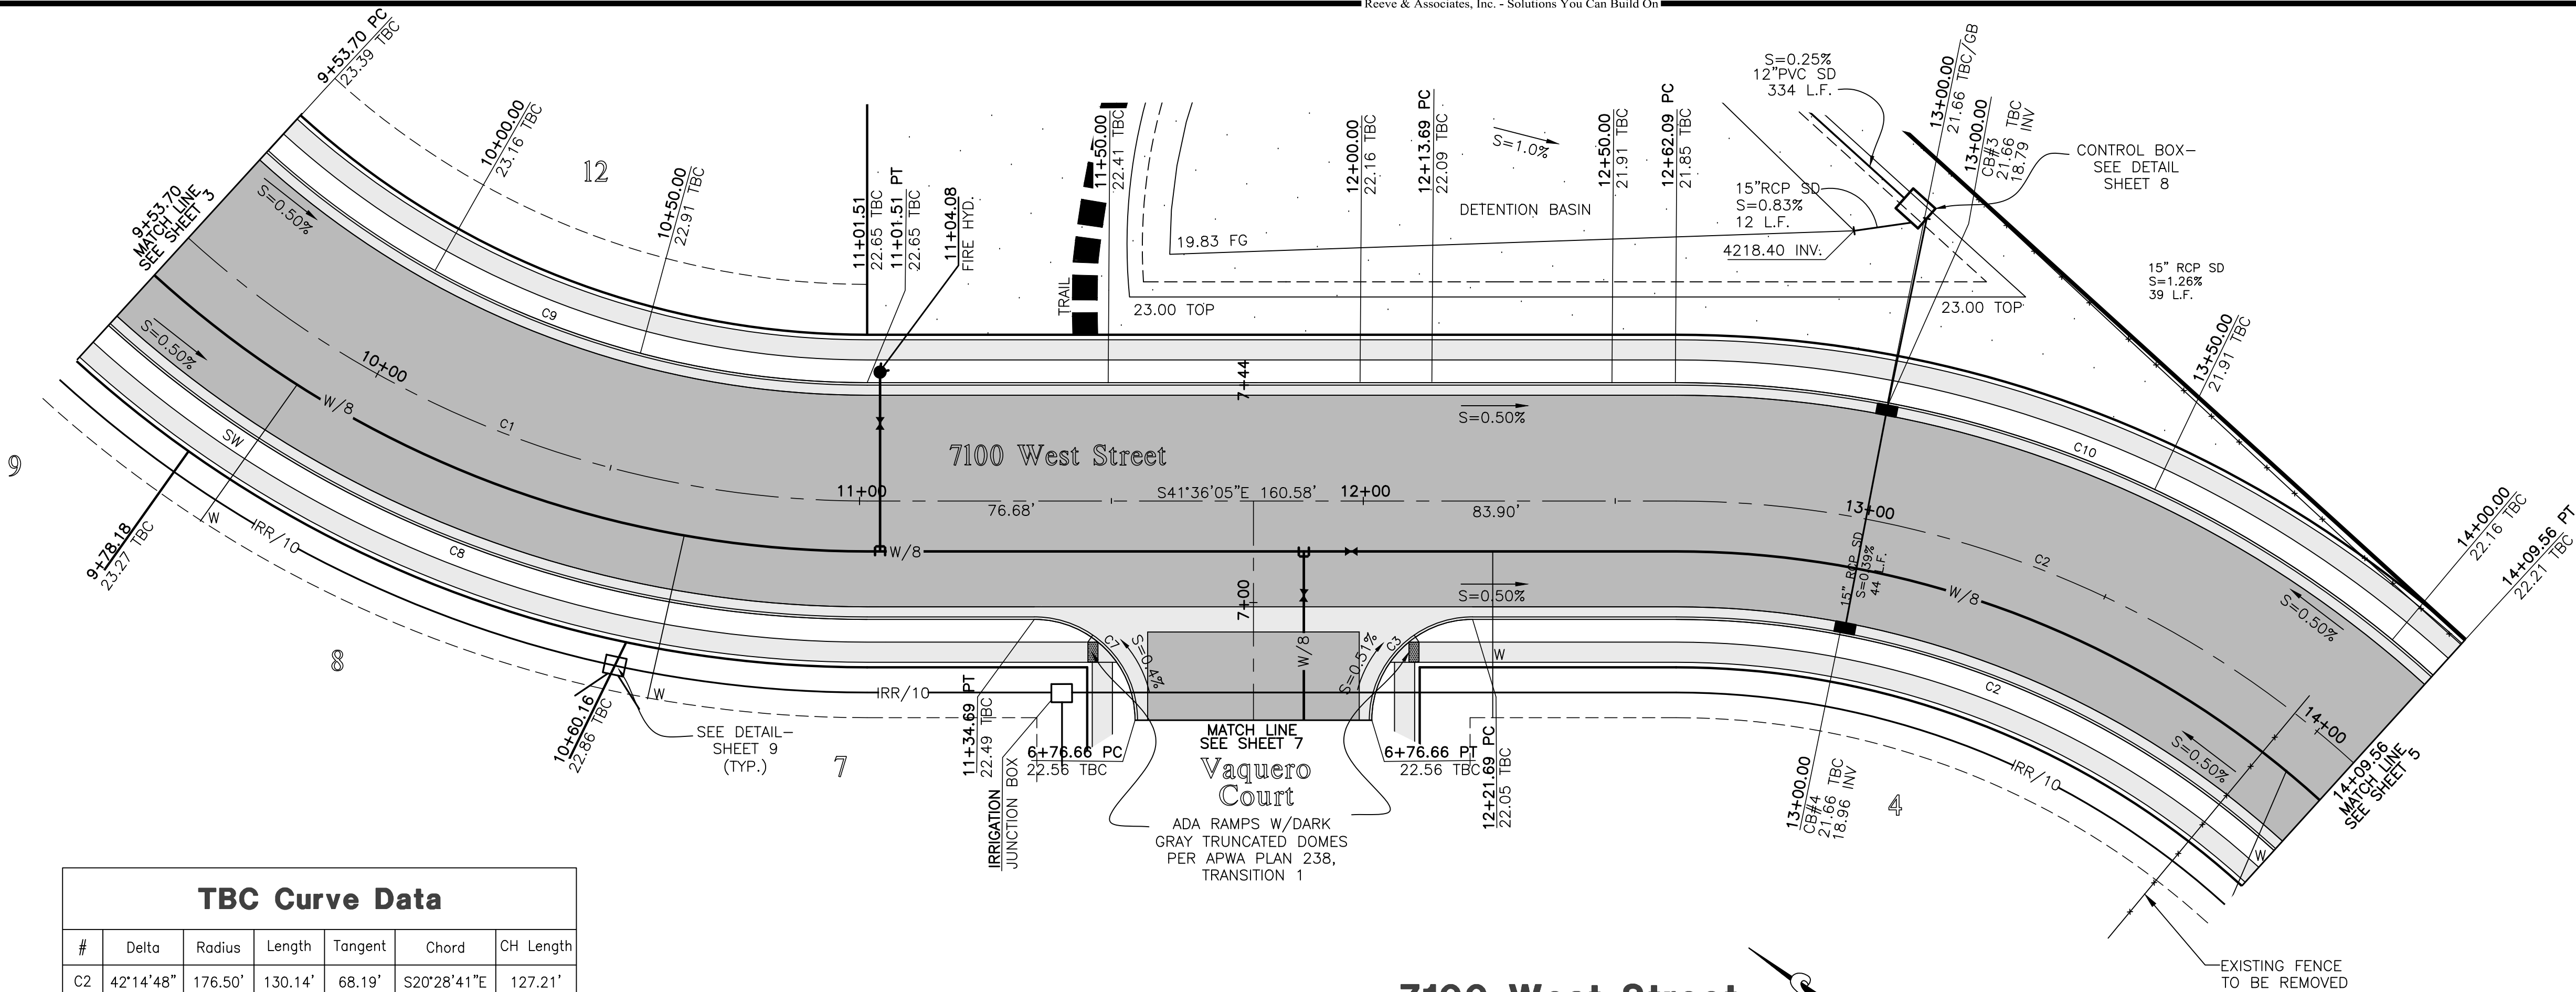 Reeve & Associates, Inc. - Solutions You Can Build On
9+53.70 PC
23.39 TBC
10+00.00
23.16 TBC
12
10+50.00
22.91 TBC
11+01.51
22.65 TBC
11+01.51 PT
22.65 TBC
11+04.08
FIRE HYD.
TRAIL
11+50.00
22.41 TBC
12+00.00
22.16 TBC
12+13.69 PC
22.09 TBC
S=1.0%
DETENTION BASIN
12+50.00
21.91 TBC
12+62.09 PC
21.85 TBC
S=0.25%
12"PVC SD
334 L.F.
15"RCP SD
S=0.83%
12 L.F.
4218.40 INV.
19.83 FG
23.00 TOP
23.00 TOP
13+00.00
21.66 TBC/GB
13+00.00
CB#3
21.66 TBC
18.79 INV
CONTROL BOX-
SEE DETAIL
SHEET 8
15" RCP SD
S=1.26%
39 L.F.
13+50.00
21.91 TBC
14+00.00
22.16 TBC
14+09.56 PT
22.21 TBC
9+53.70
MATCH LINE
SEE SHEET 3
S=0.50%
S=0.50%
C9
10+00
W/8
C1
SW
C8
W
IRR/10
9
9+78.18
23.27 TBC
8
7+44
S=0.50%
7100 West Street
11+00
76.68'
S41°36'05"E 160.58'
12+00
83.90'
13+00
C10
C2
W/8
7+00
S=0.50%
15" RCP SD
S=0.39%
44 L.F.
W/8
S=0.50%
W
10+60.16
22.86 TBC
SEE DETAIL-
SHEET 9
(TYP.)
7
IRR/10
11+34.69 PT
22.49 TBC
IRRIGATION
JUNCTION BOX
C7
S=0.4%
W/8
S=0.51%
C3
6+76.66 PC
22.56 TBC
MATCH LINE
SEE SHEET 7
Vaquero
Court
6+76.66 PT
22.56 TBC
ADA RAMPS W/DARK
GRAY TRUNCATED DOMES
PER APWA PLAN 238,
TRANSITION 1
12+21.69 PC
22.05 TBC
W
C2
13+00.00
CB#4
21.66 TBC
18.96 INV
4
IRR/10
S=0.50%
14+00
14+09.56
MATCH LINE
SEE SHEET 5
W
EXISTING FENCE
TO BE REMOVED
TBC Curve Data
# Delta Radius Length Tangent Chord CH Length
C2 42°14'48" 176.50' 130.14' 68.19' S20°28'41"E 127.21'
7100 West Street